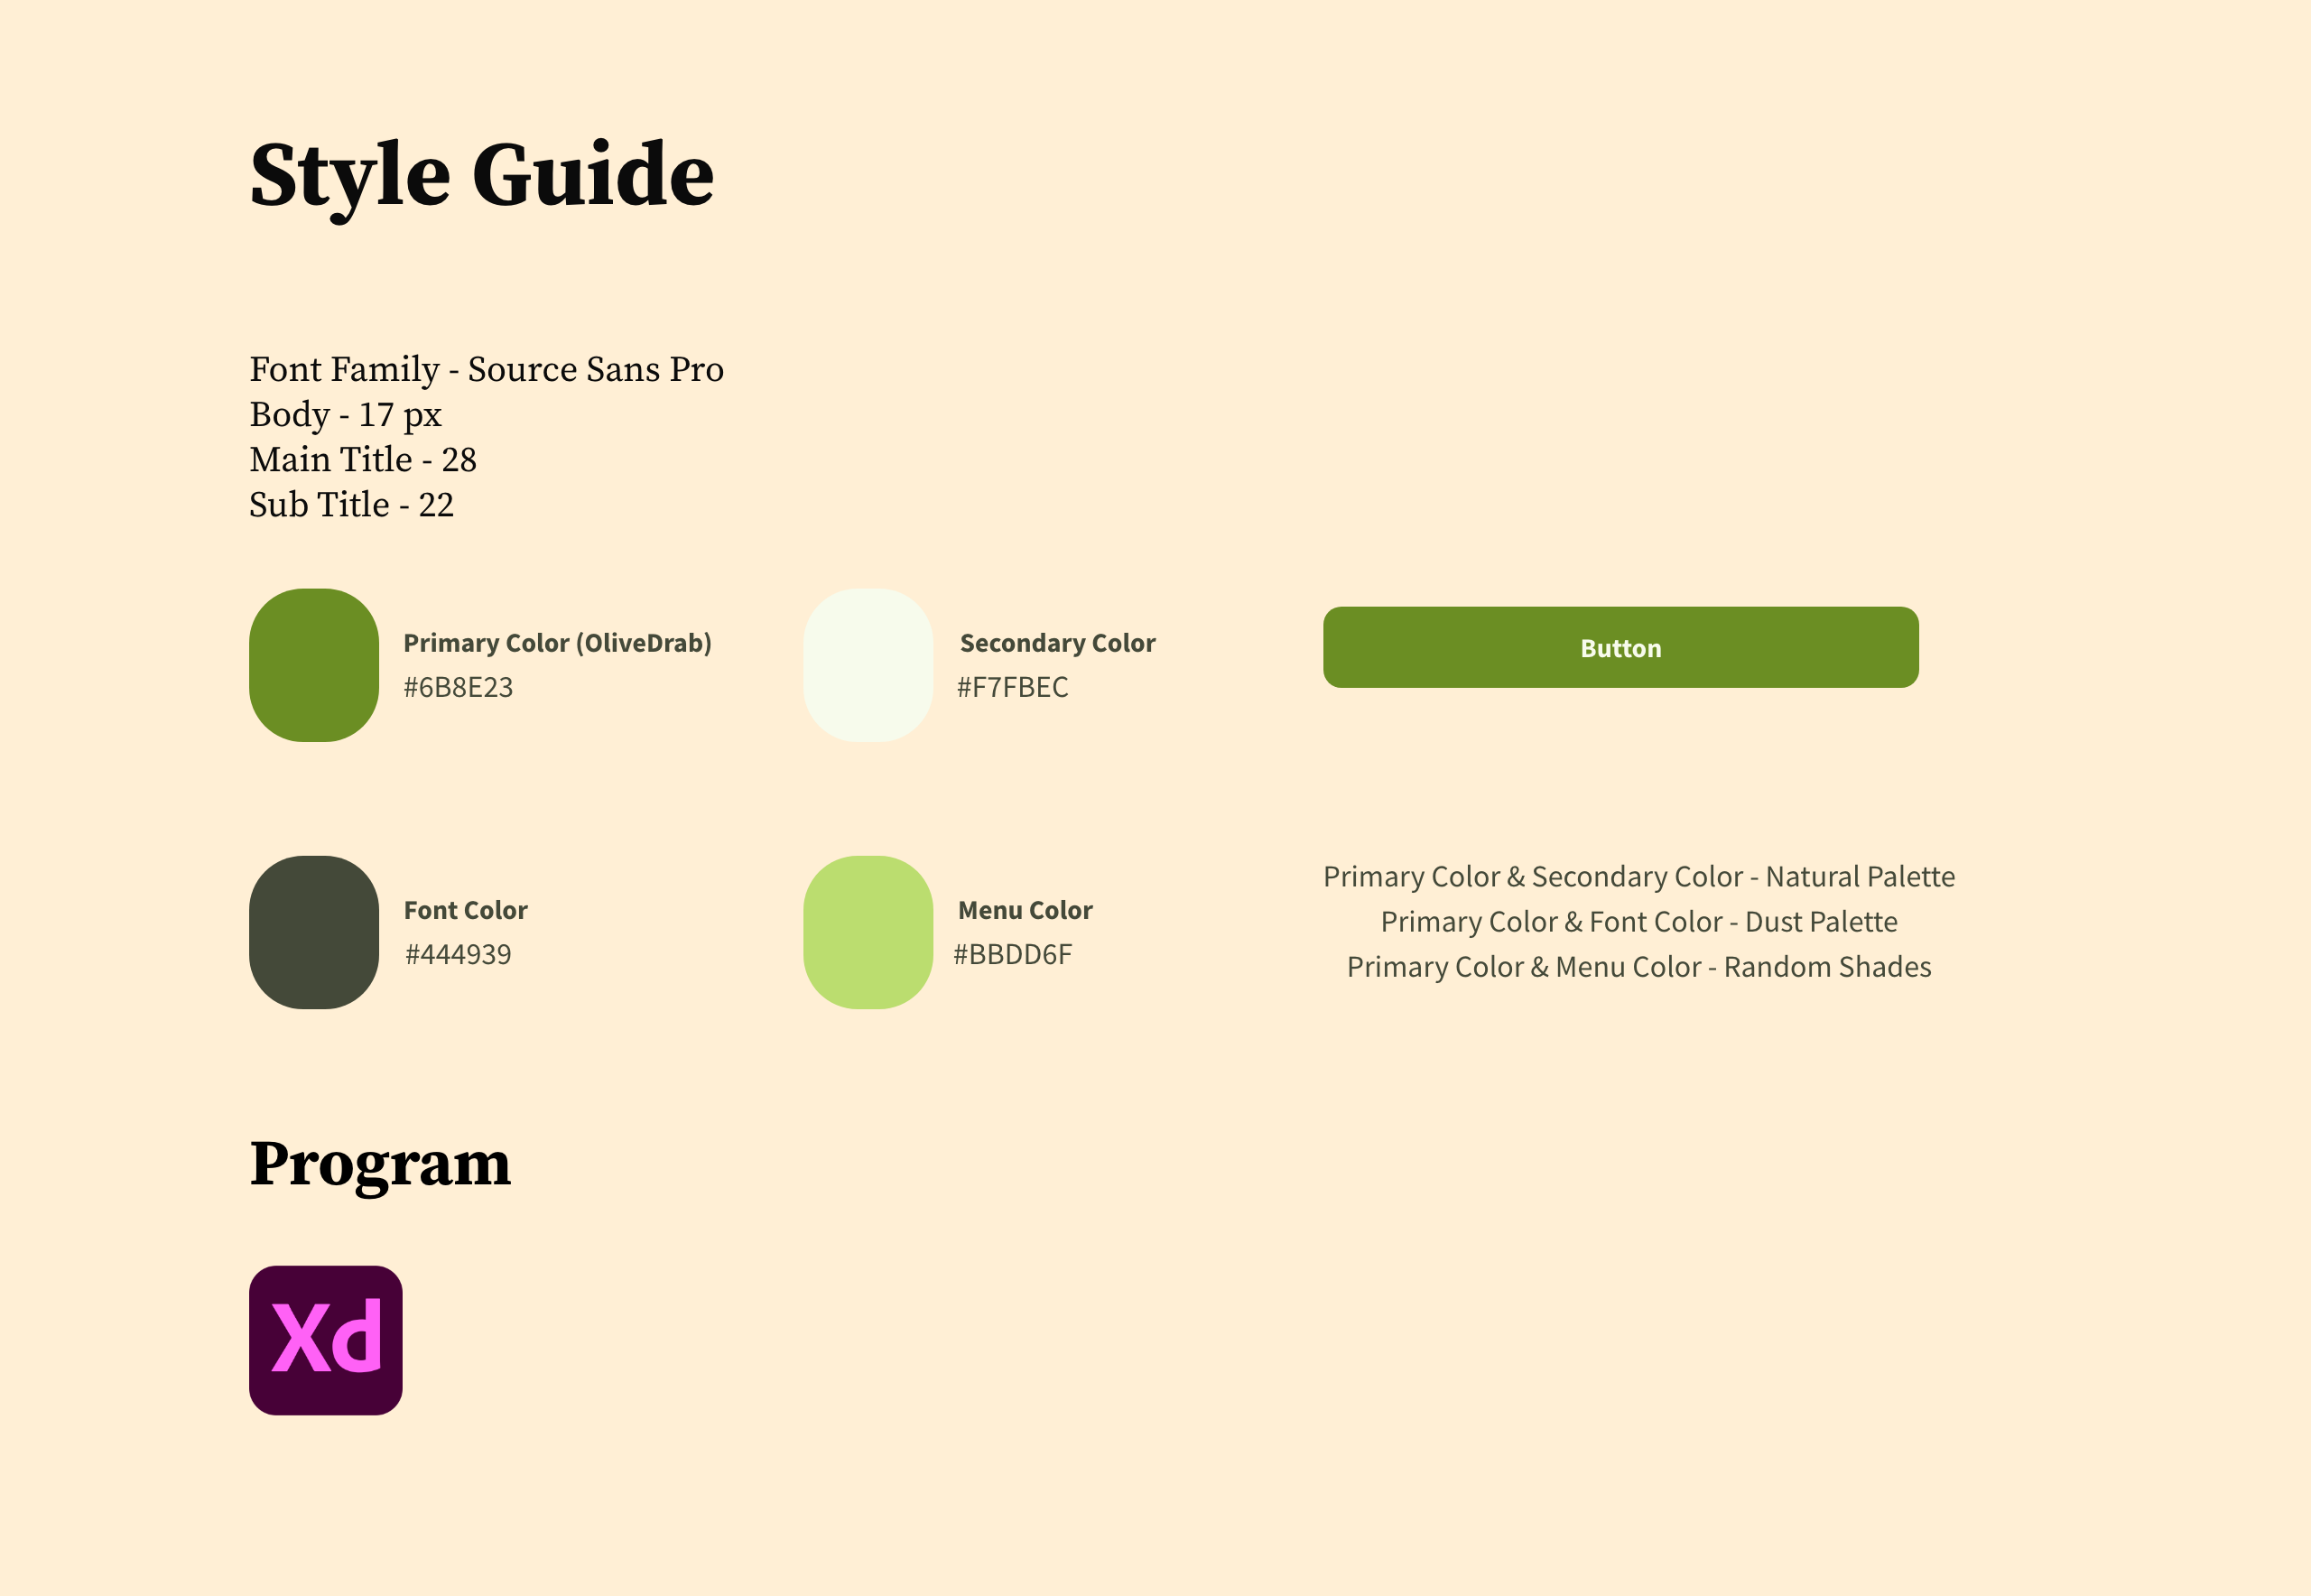 Style Guide
Font Family - Source Sans Pro
Body - 17 px
Main Title - 28
Sub Title - 22
Primary Color (OliveDrab)
#6B8E23
Secondary Color
#F7FBEC
Button
Font Color
#444939
Menu Color
#BBDD6F
Primary Color & Secondary Color - Natural Palette
Primary Color & Font Color - Dust Palette
Primary Color & Menu Color - Random Shades
Program
Xd